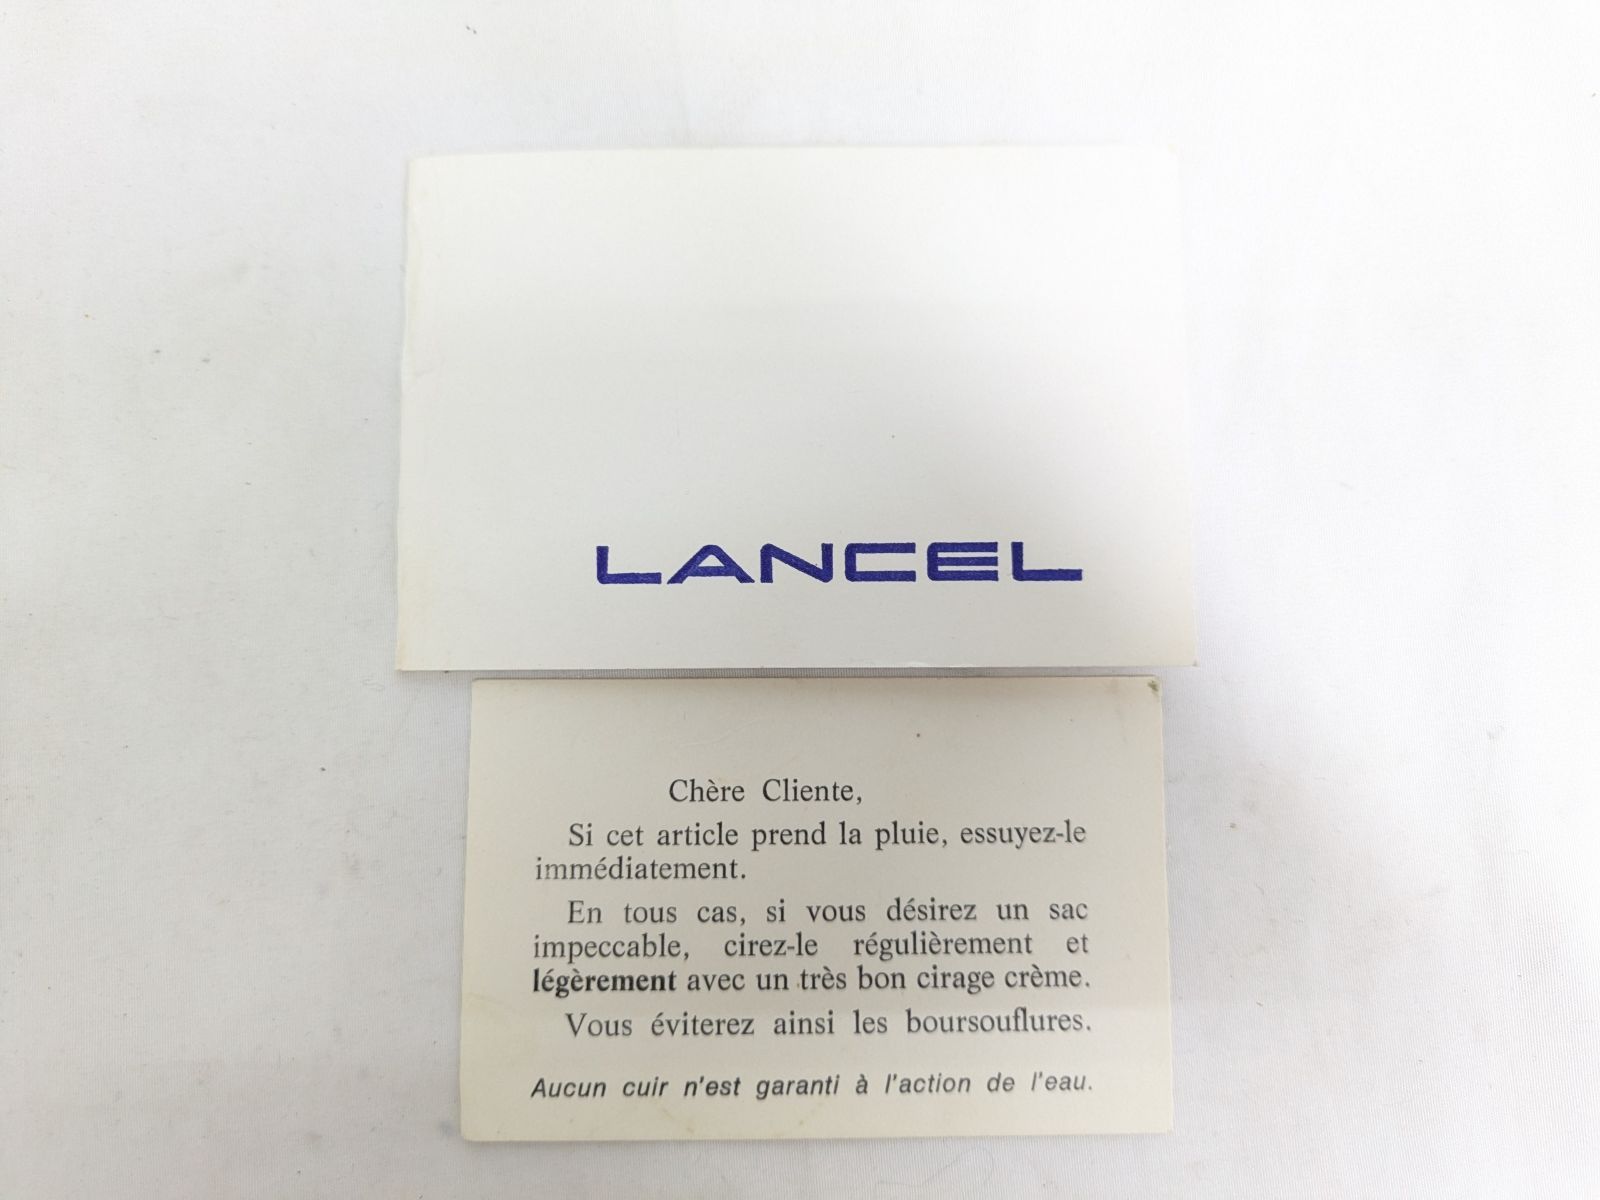 LANCEL
Chère Cliente,
Si cet article prend la pluie, essuyez-le
immédiatement.
En tous cas, si vous désirez un sac
impeccable, cirez-le régulièrement et
légèrement avec un très bon cirage crème.
Vous éviterez ainsi les boursouflures.
Aucun cuir n'est garanti à l'action de l'eau.